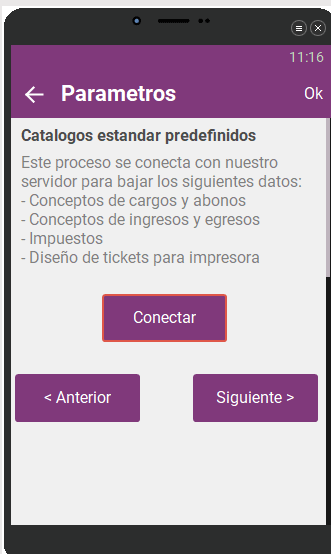 11:16
Parametros
Ok
Catalogos estandar predefinidos
Este proceso se conecta con nuestro
servidor para bajar los siguientes datos:
- Conceptos de cargos y abonos
- Conceptos de ingresos y egresos
- Impuestos
- Diseño de tickets para impresora
Conectar
< Anterior
Siguiente >